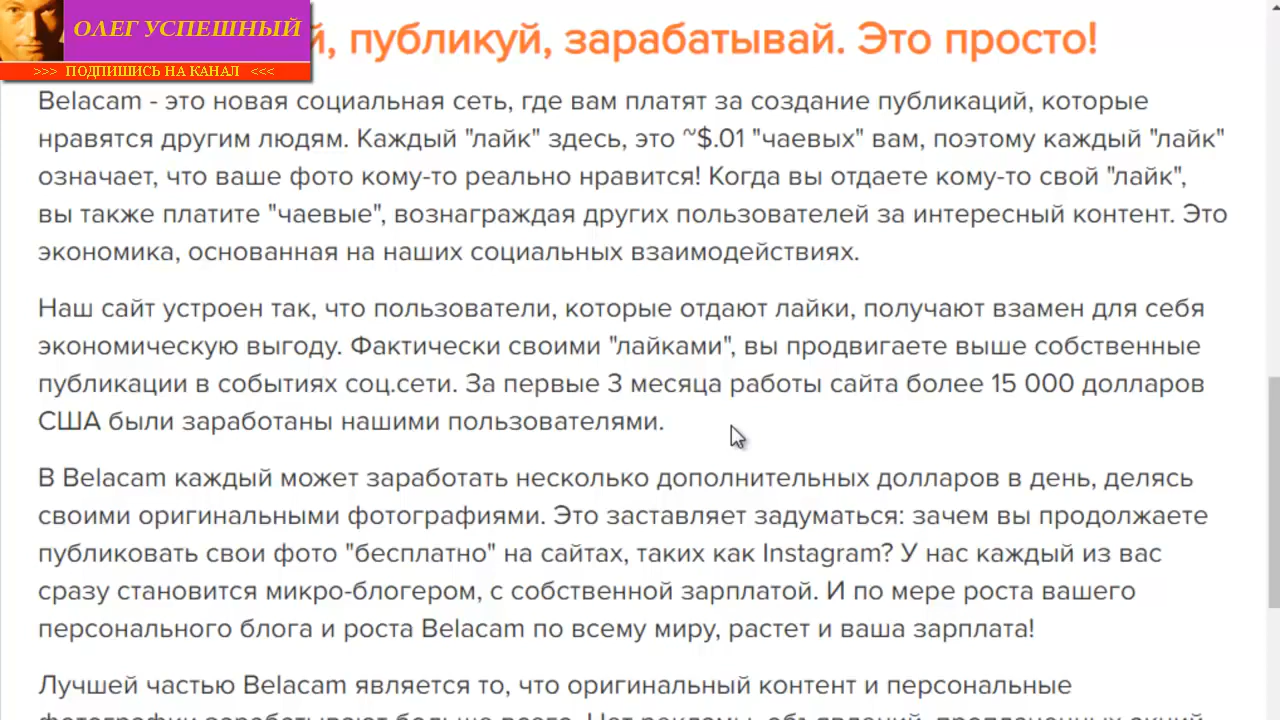 ОЛЕГ УСПЕШНЫЙ
>>> ПОДПИШИСЬ НА КАНАЛ <<<
публикуй, зарабатывай. Это просто!
Belacam - это новая социальная сеть, где вам платят за создание публикаций, которые
нравятся другим людям. Каждый "лайк" здесь, это ~$.01 "чаевых" вам, поэтому каждый "лайк"
означает, что ваше фото кому-то реально нравится! Когда вы отдаете кому-то свой "лайк",
вы также платите "чаевые", вознаграждая других пользователей за интересный контент. Это
экономика, основанная на наших социальных взаимодействиях.
Наш сайт устроен так, что пользователи, которые отдают лайки, получают взамен для себя
экономическую выгоду. Фактически своими "лайками", вы продвигаете выше собственные
публикации в событиях соц.сети. За первые 3 месяца работы сайта более 15 000 долларов
США были заработаны нашими пользователями.
В Belacam каждый может заработать несколько дополнительных долларов в день, делясь
своими оригинальными фотографиями. Это заставляет задуматься: зачем вы продолжаете
публиковать свои фото "бесплатно" на сайтах, таких как Instagram? У нас каждый из вас
сразу становится микро-блогером, с собственной зарплатой. И по мере роста вашего
персонального блога и роста Belacam по всему миру, растет и ваша зарплата!
Лучшей частью Belacam является то, что оригинальный контент и персональные